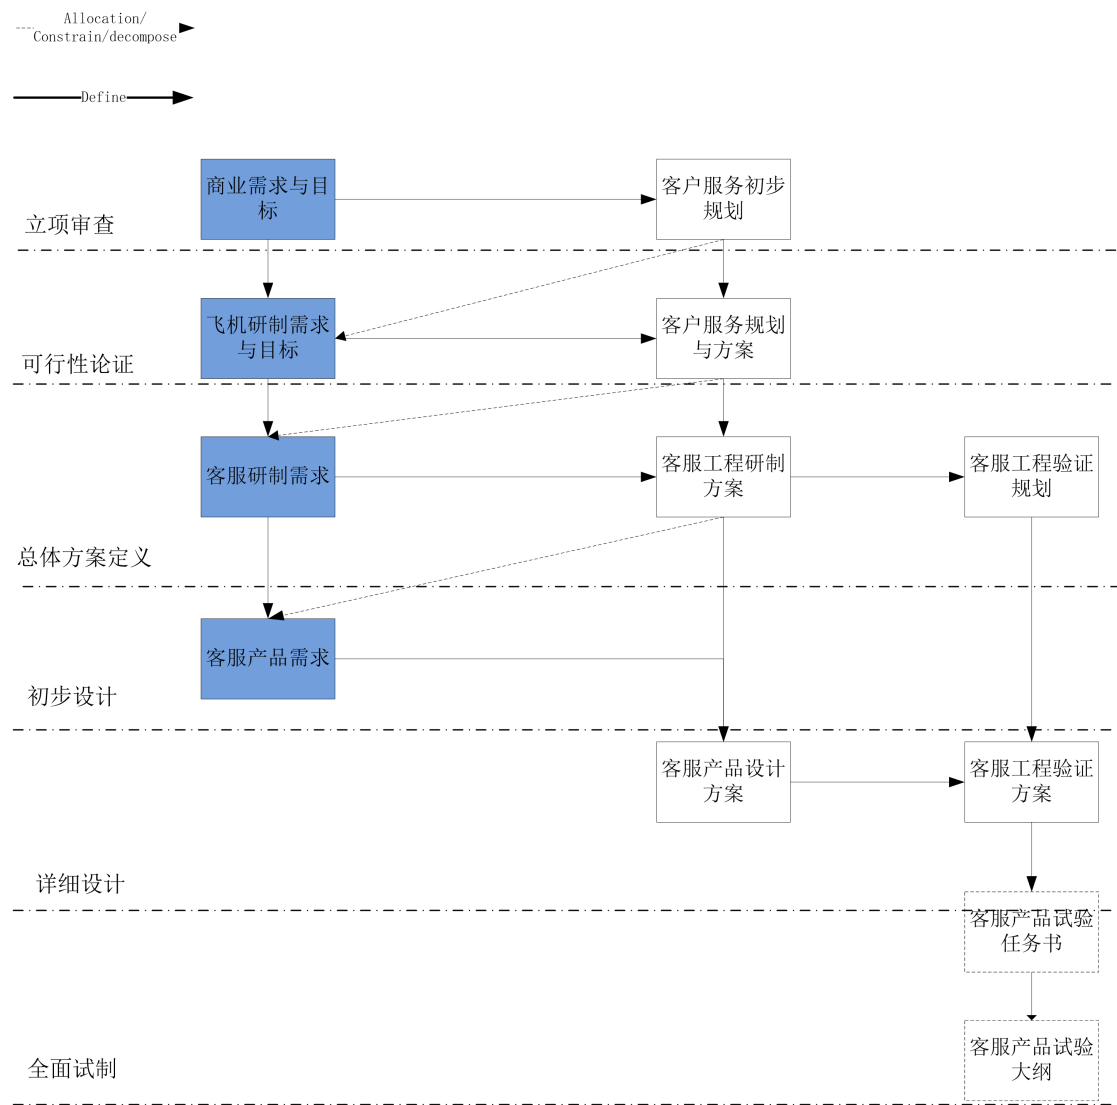 Allocation/
Constrain/decompose
Define
商业需求与目
标
客户服务初步
规划
立项审查
飞机研制需求
与目标
客户服务规划
与方案
可行性论证
客服研制需求
客服工程研制
方案
客服工程验证
规划
总体方案定义
客服产品需求
初步设计
客服产品设计
方案
客服工程验证
方案
详细设计
客服产品试验
任务书
客服产品试验
大纲
全面试制